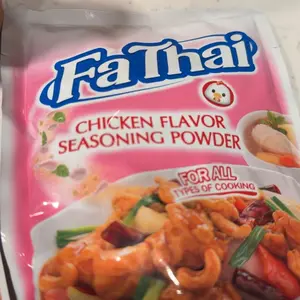 FaThai
CHICKEN FLAVOR
SEASONING POWDER
FOR ALL
TYPES OF COOKING